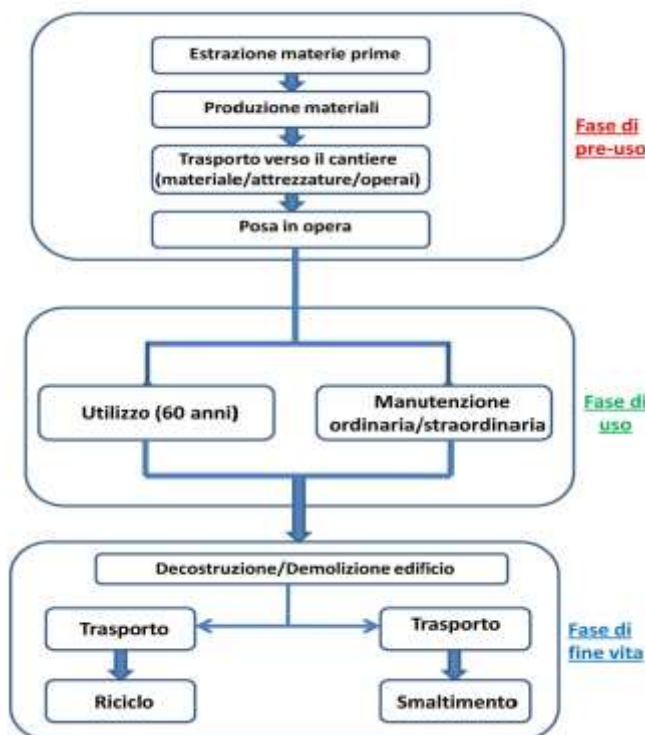 Estrazione materie prime
Produzione materiali
Trasporto verso il cantiere
(materiale/attrezzature/operai)
Posa in opera
Fase di
pre-uso
Utilizzo (60 anni)
Manutenzione
ordinaria/straordinaria
Fase di
uso
Decostruzione/Demolizione edificio
Trasporto
Trasporto
Riciclo
Smaltimento
Fase di
fine vita